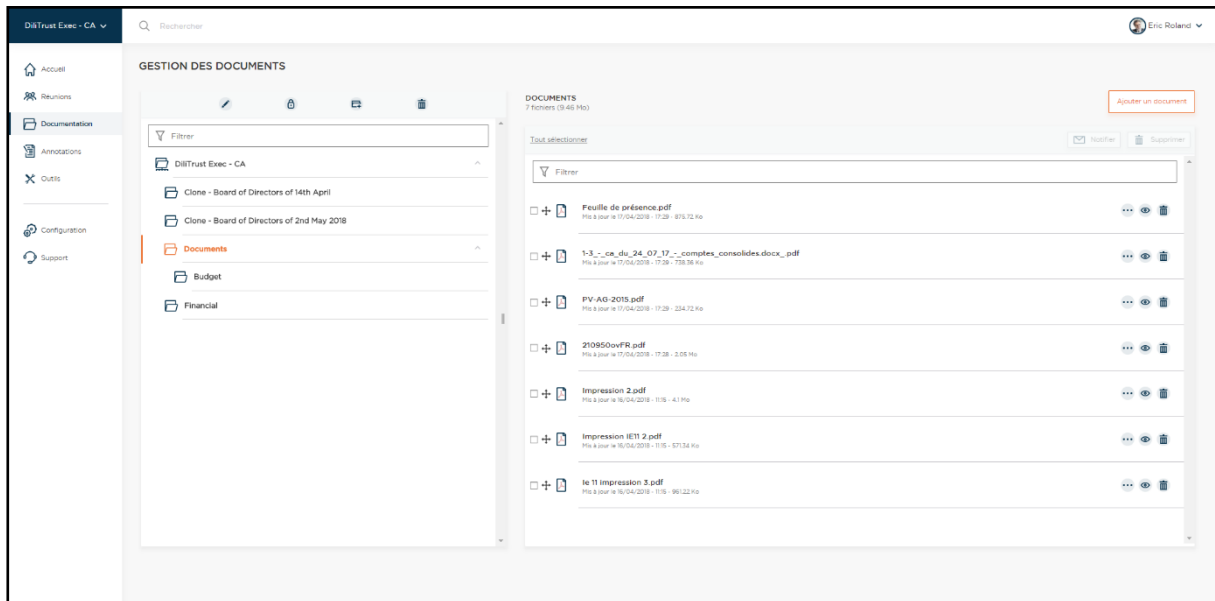 DiliTrust Exec - CA
Rechercher
Eric Roland
Accueil
Réunions
Documentation
Annotations
Outils
Configuration
Support
GESTION DES DOCUMENTS
Filtrer
DiliTrust Exec - CA
Clone - Board of Directors of 14th April
Clone - Board of Directors of 2nd May 2018
Documents
Budget
Financial
DOCUMENTS
7 fichiers (9.46 Mo)
Ajouter un document
Tout sélectionner
Notifier
Supprimer
Filtrer
Feuille de présence.pdf
Mis à jour le 17/04/2018 - 17:29 - 875.72 Ko
1-3_-_ca_du_24_07_17_-_comptes_consolides.docx_.pdf
Mis à jour le 17/04/2018 - 17:29 - 738.36 Ko
PV-AG-2015.pdf
Mis à jour le 17/04/2018 - 17:29 - 234.72 Ko
210950ovFR.pdf
Mis à jour le 17/04/2018 - 17:28 - 2.05 Mo
Impression 2.pdf
Mis à jour le 16/04/2018 - 11:15 - 4.1 Mo
Impression IE11 2.pdf
Mis à jour le 16/04/2018 - 11:15 - 571.34 Ko
Ie 11 impression 3.pdf
Mis à jour le 16/04/2018 - 11:15 - 961.22 Ko